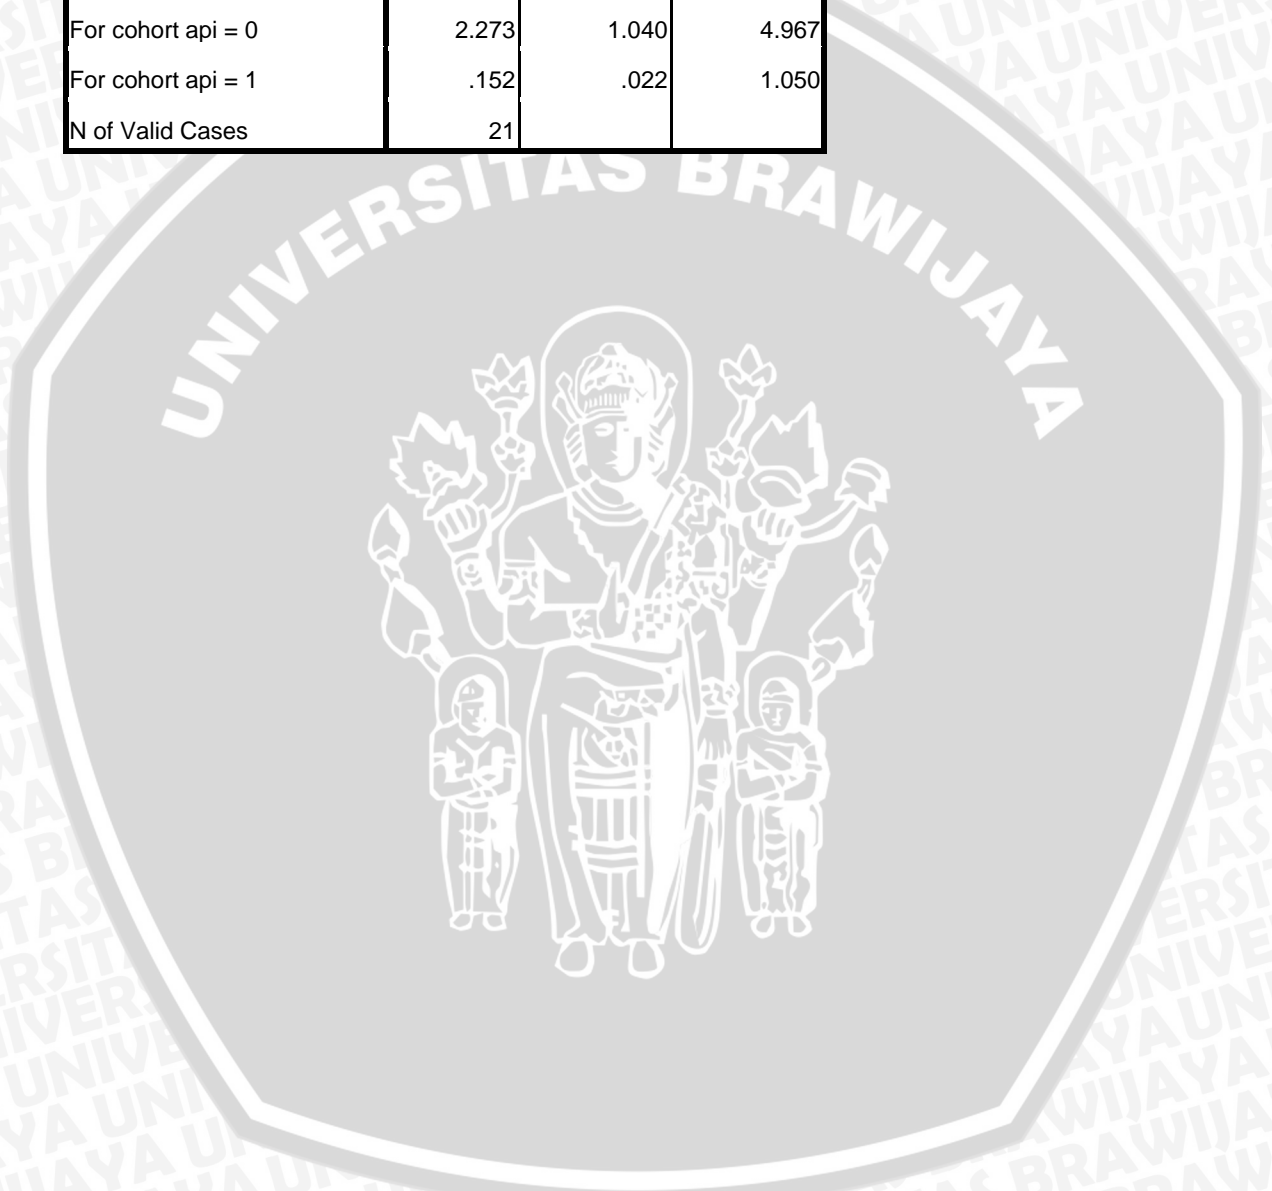 For cohort api = 0 2.273 1.040 4.967
For cohort api = 1 .152 .022 1.050
N of Valid Cases 21
UNIVERSITAS BRAWIJAYA